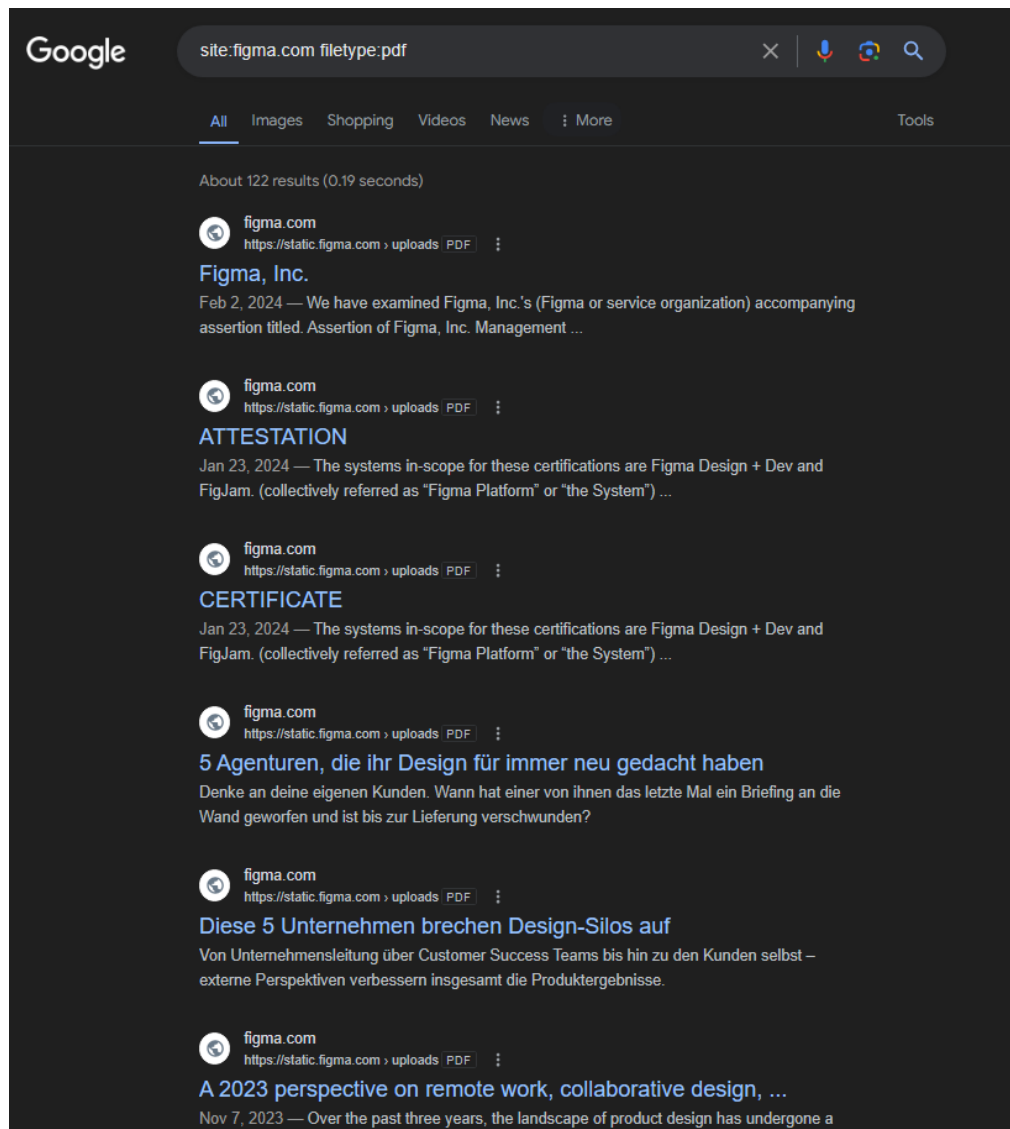 Google
site:figma.com filetype:pdf
All Images Shopping Videos News More Tools
About 122 results (0.19 seconds)
figma.com
https://static.figma.com › uploads PDF
Figma, Inc.
Feb 2, 2024 — We have examined Figma, Inc.'s (Figma or service organization) accompanying
assertion titled. Assertion of Figma, Inc. Management ...
figma.com
https://static.figma.com › uploads PDF
ATTESTATION
Jan 23, 2024 — The systems in-scope for these certifications are Figma Design + Dev and
FigJam. (collectively referred as “Figma Platform” or “the System”) ...
figma.com
https://static.figma.com › uploads PDF
CERTIFICATE
Jan 23, 2024 — The systems in-scope for these certifications are Figma Design + Dev and
FigJam. (collectively referred as “Figma Platform” or “the System”) ...
figma.com
https://static.figma.com › uploads PDF
5 Agenturen, die ihr Design für immer neu gedacht haben
Denke an deine eigenen Kunden. Wann hat einer von ihnen das letzte Mal ein Briefing an die
Wand geworfen und ist bis zur Lieferung verschwunden?
figma.com
https://static.figma.com › uploads PDF
Diese 5 Unternehmen brechen Design-Silos auf
Von Unternehmensleitung über Customer Success Teams bis hin zu den Kunden selbst –
externe Perspektiven verbessern insgesamt die Produktergebnisse.
figma.com
https://static.figma.com › uploads PDF
A 2023 perspective on remote work, collaborative design, ...
Nov 7, 2023 — Over the past three years, the landscape of product design has undergone a